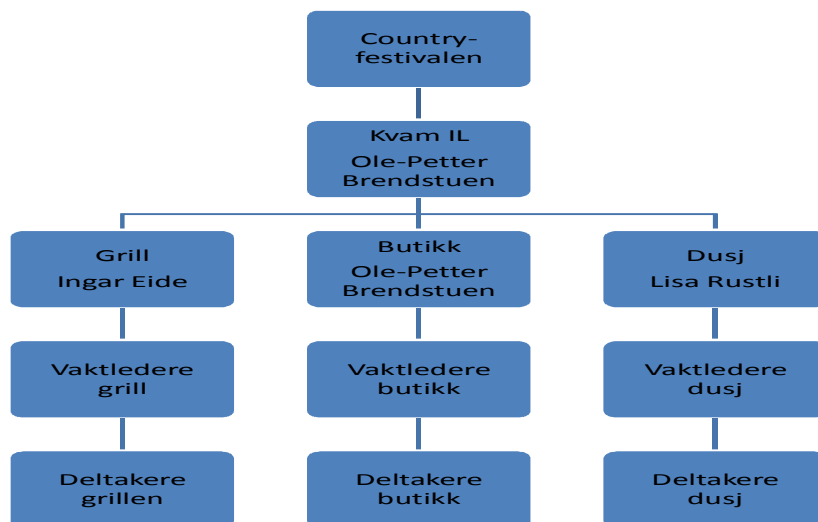 Country-
festivalen
Kvam IL
Ole-Petter
Brendstuen
Grill
Ingar Eide
Butikk
Ole-Petter
Brendstuen
Dusj
Lisa Rustli
Vaktledere
grill
Vaktledere
butikk
Vaktledere
dusj
Deltakere
grillen
Deltakere
butikk
Deltakere
dusj